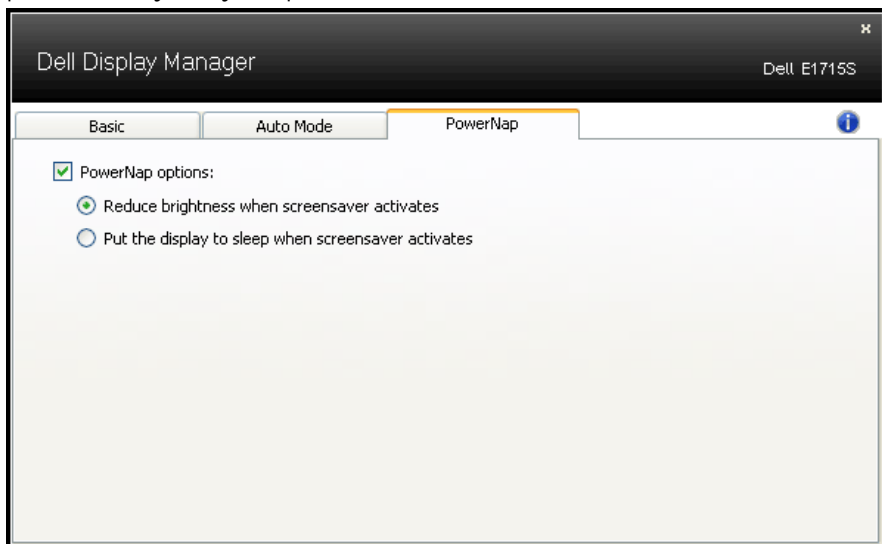 Dell Display Manager
Dell E1715S
Basic
Auto Mode
PowerNap
PowerNap options:
Reduce brightness when screensaver activates
Put the display to sleep when screensaver activates